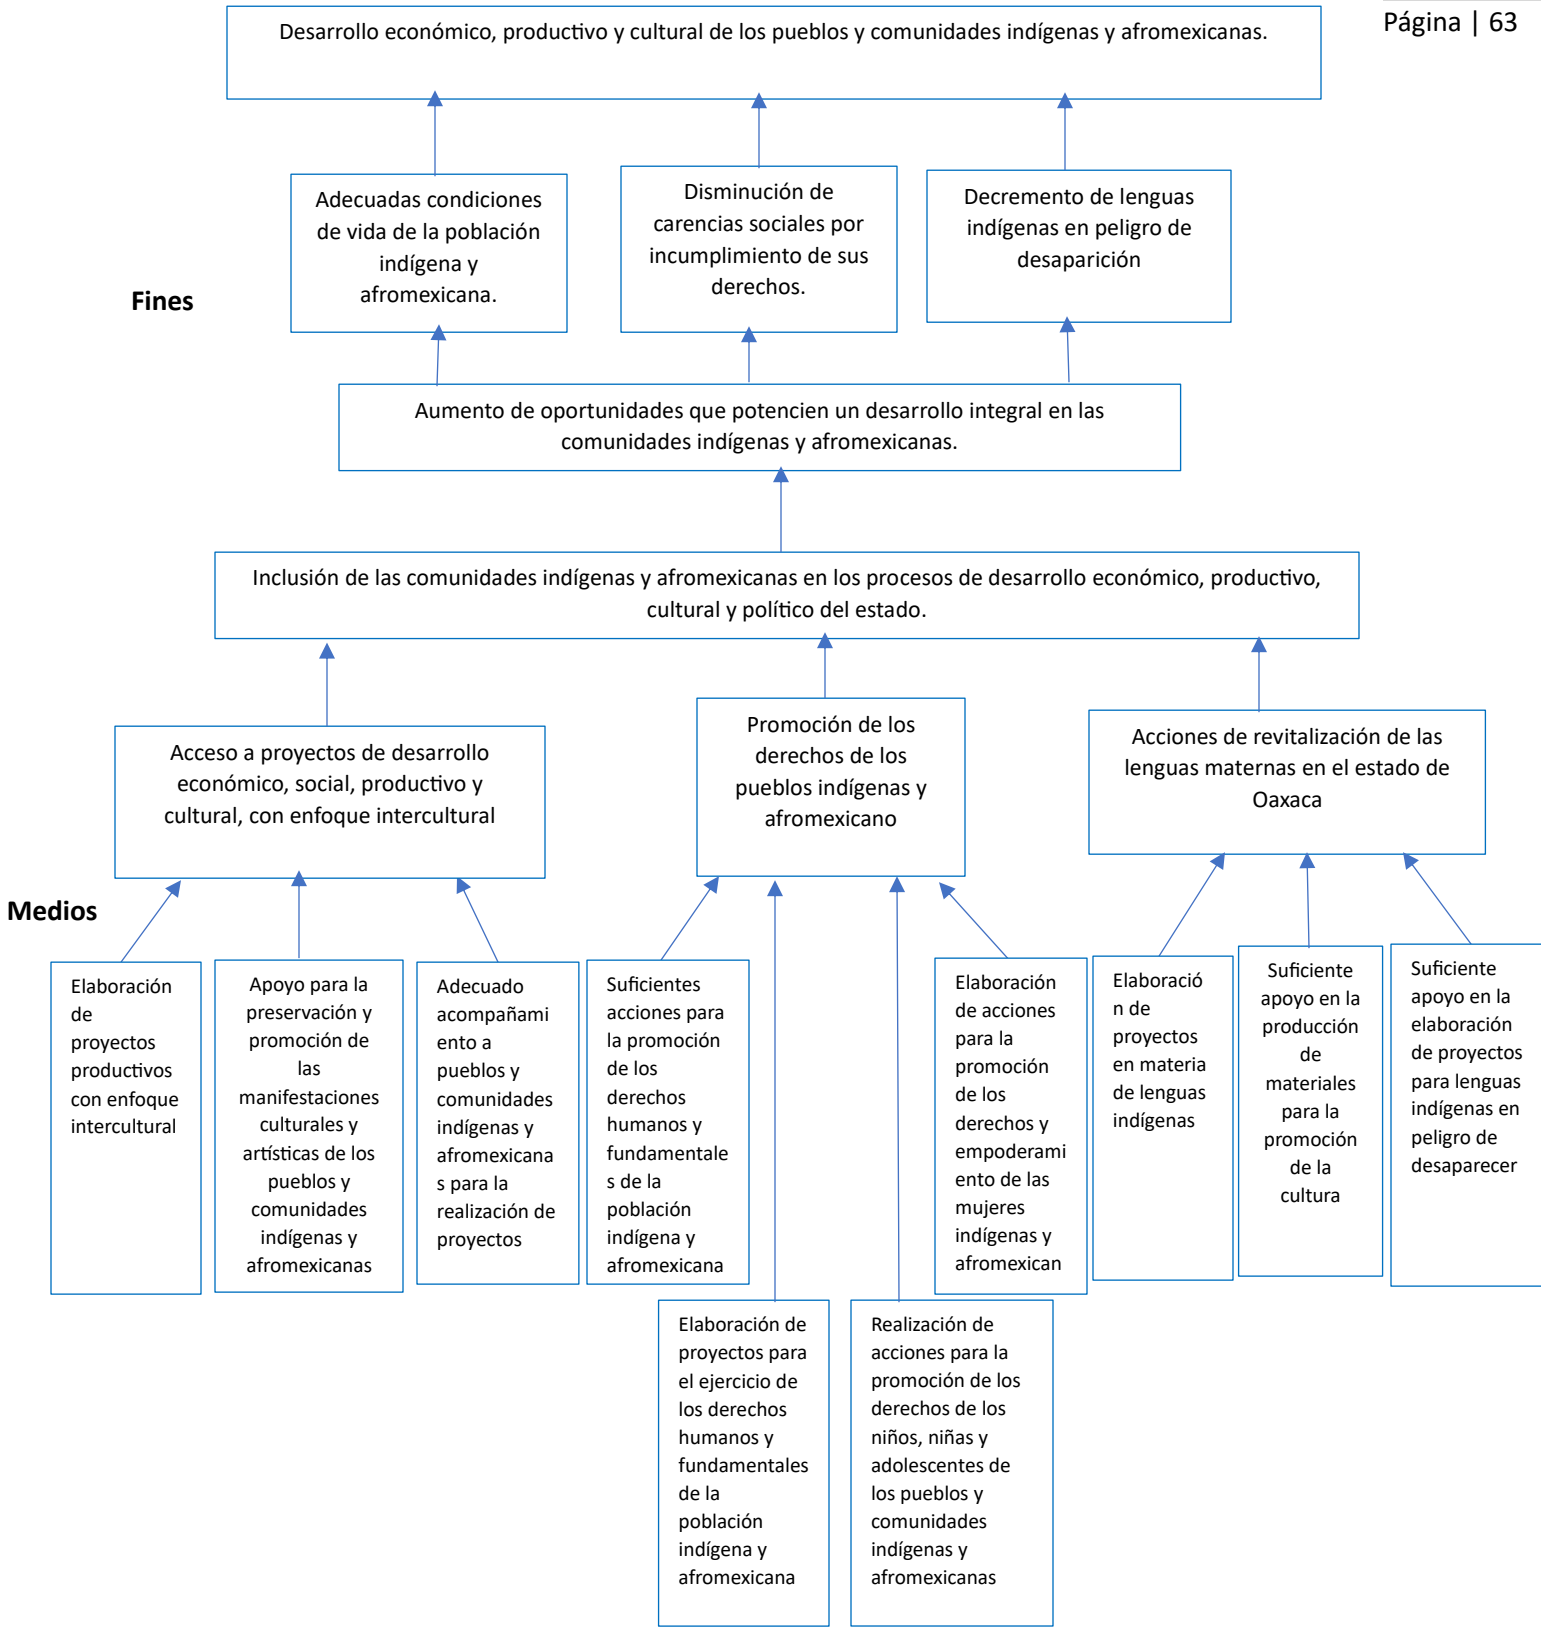 Página | 63
Desarrollo económico, productivo y cultural de los pueblos y comunidades indígenas y afromexicanas.
Adecuadas condiciones
de vida de la población
indígena y
afromexicana.
Disminución de
carencias sociales por
incumplimiento de sus
derechos.
Decremento de lenguas
indígenas en peligro de
desaparición
Fines
Aumento de oportunidades que potencien un desarrollo integral en las
comunidades indígenas y afromexicanas.
Inclusión de las comunidades indígenas y afromexicanas en los procesos de desarrollo económico, productivo,
cultural y político del estado.
Acceso a proyectos de desarrollo
económico, social, productivo y
cultural, con enfoque intercultural
Promoción de los
derechos de los
pueblos indígenas y
afromexicano
Acciones de revitalización de las
lenguas maternas en el estado de
Oaxaca
Medios
Elaboración
de
proyectos
productivos
con enfoque
intercultural
Apoyo para la
preservación y
promoción de
las
manifestaciones
culturales y
artísticas de los
pueblos y
comunidades
indígenas y
afromexicanas
Adecuado
acompañami
ento a
pueblos y
comunidades
indígenas y
afromexicana
s para la
realización de
proyectos
Suficientes
acciones para
la promoción
de los
derechos
humanos y
fundamentale
s de la
población
indígena y
afromexicana
Elaboración
de acciones
para la
promoción
de los
derechos y
empoderami
ento de las
mujeres
indígenas y
afromexican
Elaboració
n de
proyectos
en materia
de lenguas
indígenas
Suficiente
apoyo en la
producción
de
materiales
para la
promoción
de la
cultura
Suficiente
apoyo en la
elaboración
de proyectos
para lenguas
indígenas en
peligro de
desaparecer
Elaboración de
proyectos para
el ejercicio de
los derechos
humanos y
fundamentales
de la
población
indígena y
afromexicana
Realización de
acciones para la
promoción de los
derechos de los
niños, niñas y
adolescentes de
los pueblos y
comunidades
indígenas y
afromexicanas